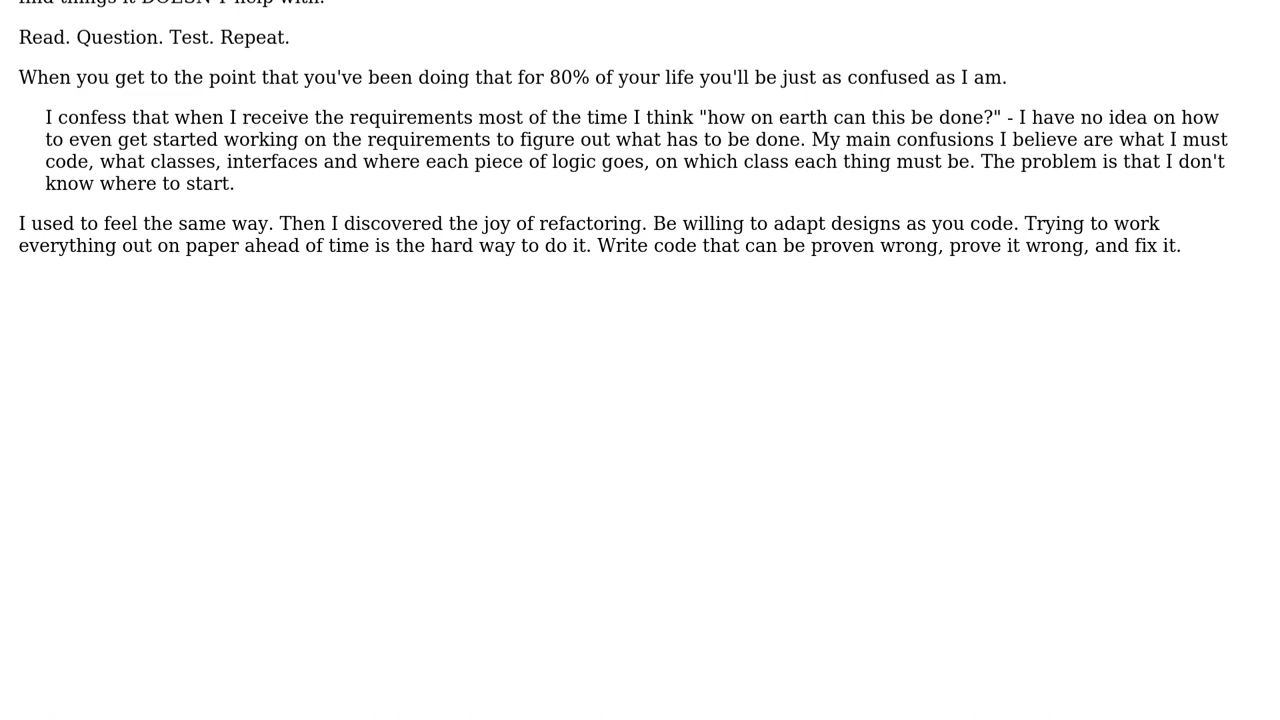 find things it DOESN'T help with.
Read. Question. Test. Repeat.
When you get to the point that you've been doing that for 80% of your life you'll be just as confused as I am.
I confess that when I receive the requirements most of the time I think "how on earth can this be done?" - I have no idea on how
to even get started working on the requirements to figure out what has to be done. My main confusions I believe are what I must
code, what classes, interfaces and where each piece of logic goes, on which class each thing must be. The problem is that I don't
know where to start.
I used to feel the same way. Then I discovered the joy of refactoring. Be willing to adapt designs as you code. Trying to work
everything out on paper ahead of time is the hard way to do it. Write code that can be proven wrong, prove it wrong, and fix it.